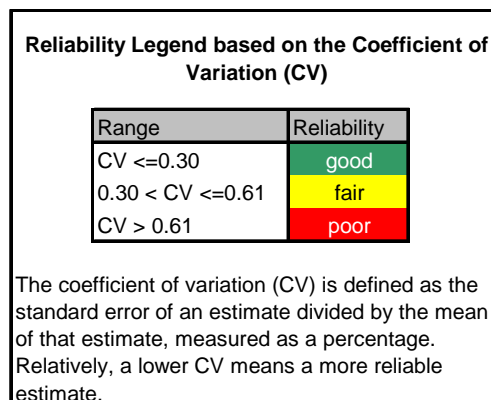 Reliability Legend based on the Coefficient of
Variation (CV)
Range Reliability
CV <=0.30 good
0.30 < CV <=0.61 fair
CV > 0.61 poor
The coefficient of variation (CV) is defined as the
standard error of an estimate divided by the mean
of that estimate, measured as a percentage.
Relatively, a lower CV means a more reliable
estimate.